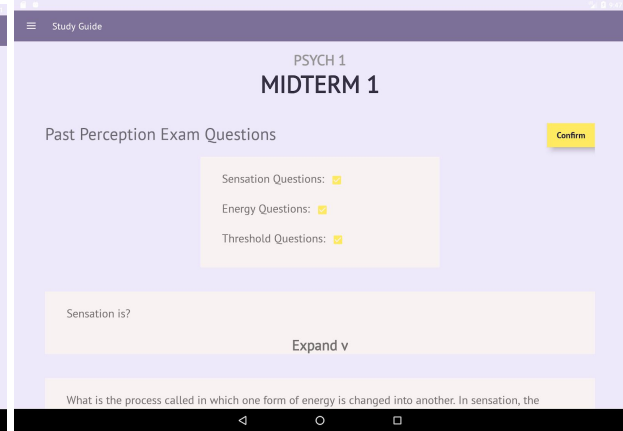 Study Guide
PSYCH 1
MIDTERM 1
Past Perception Exam Questions
Confirm
Sensation Questions:
Energy Questions:
Threshold Questions:
Sensation is?
Expand v
What is the process called in which one form of energy is changed into another. In sensation, the